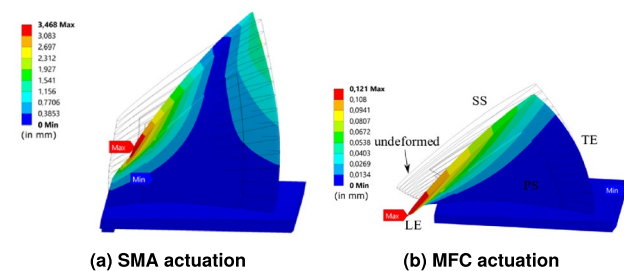 3,468 Max
3,083
2,697
2,312
1,927
1,541
1,156
0,7706
0,3853
0 Min
(in mm)
Max
Min
(a) SMA actuation
0,121 Max
0,108
0,0941
0,0807
0,0672
0,0538
0,0403
0,0269
0,0134
0 Min
(in mm)
SS
TE
undeformed
PS
Min
Max
LE
(b) MFC actuation